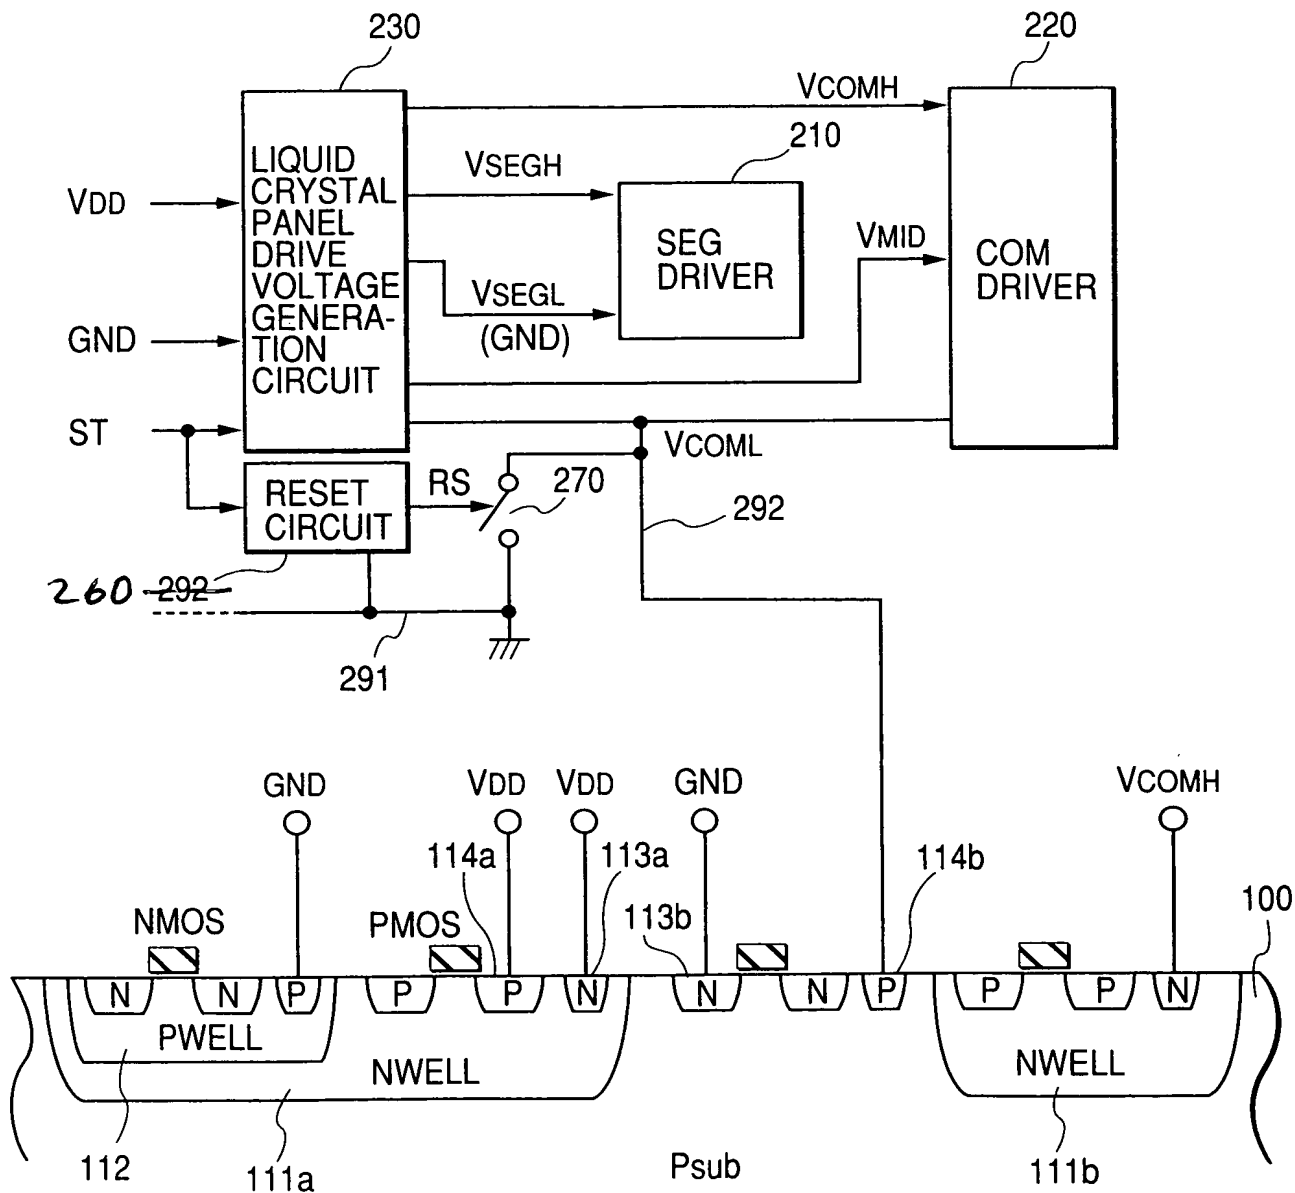 230
220
VCOMH
210
LIQUID
CRYSTAL
PANEL
DRIVE
VOLTAGE
GENERA-
TION
CIRCUIT
VSEGH
VDD
SEG
DRIVER
VMID
COM
DRIVER
VSEGL
(GND)
GND
ST
VCOML
RS
270
RESET
CIRCUIT
292
260 292
291
GND
VDD
VDD
GND
VCOMH
114a
113a
114b
100
NMOS
PMOS
113b
N
N
P
P
P
N
N
N
P
P
P
N
PWELL
NWELL
NWELL
112
111a
Psub
111b